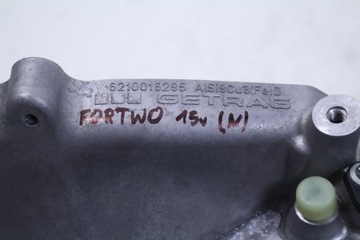 6210016295 AlSi9Cu3(Fe)D
GETRAG
FORTWO 15v (N)